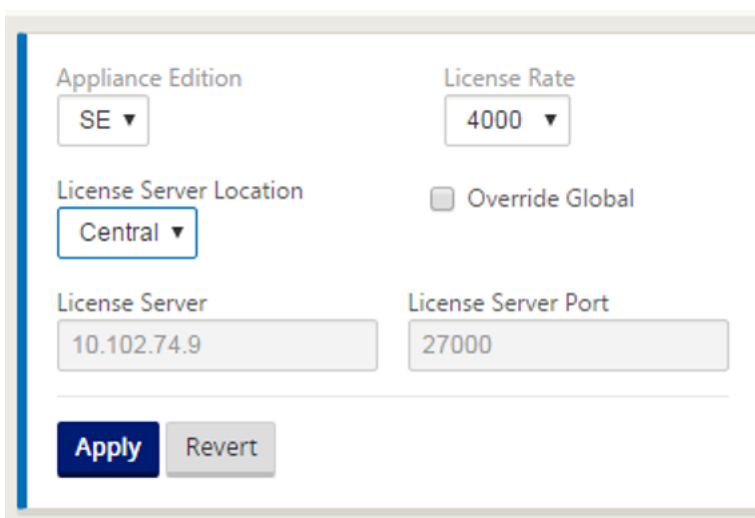 Appliance Edition License Rate
SE 4000
License Server Location Override Global
Central
License Server License Server Port
10.102.74.9 27000
Apply Revert